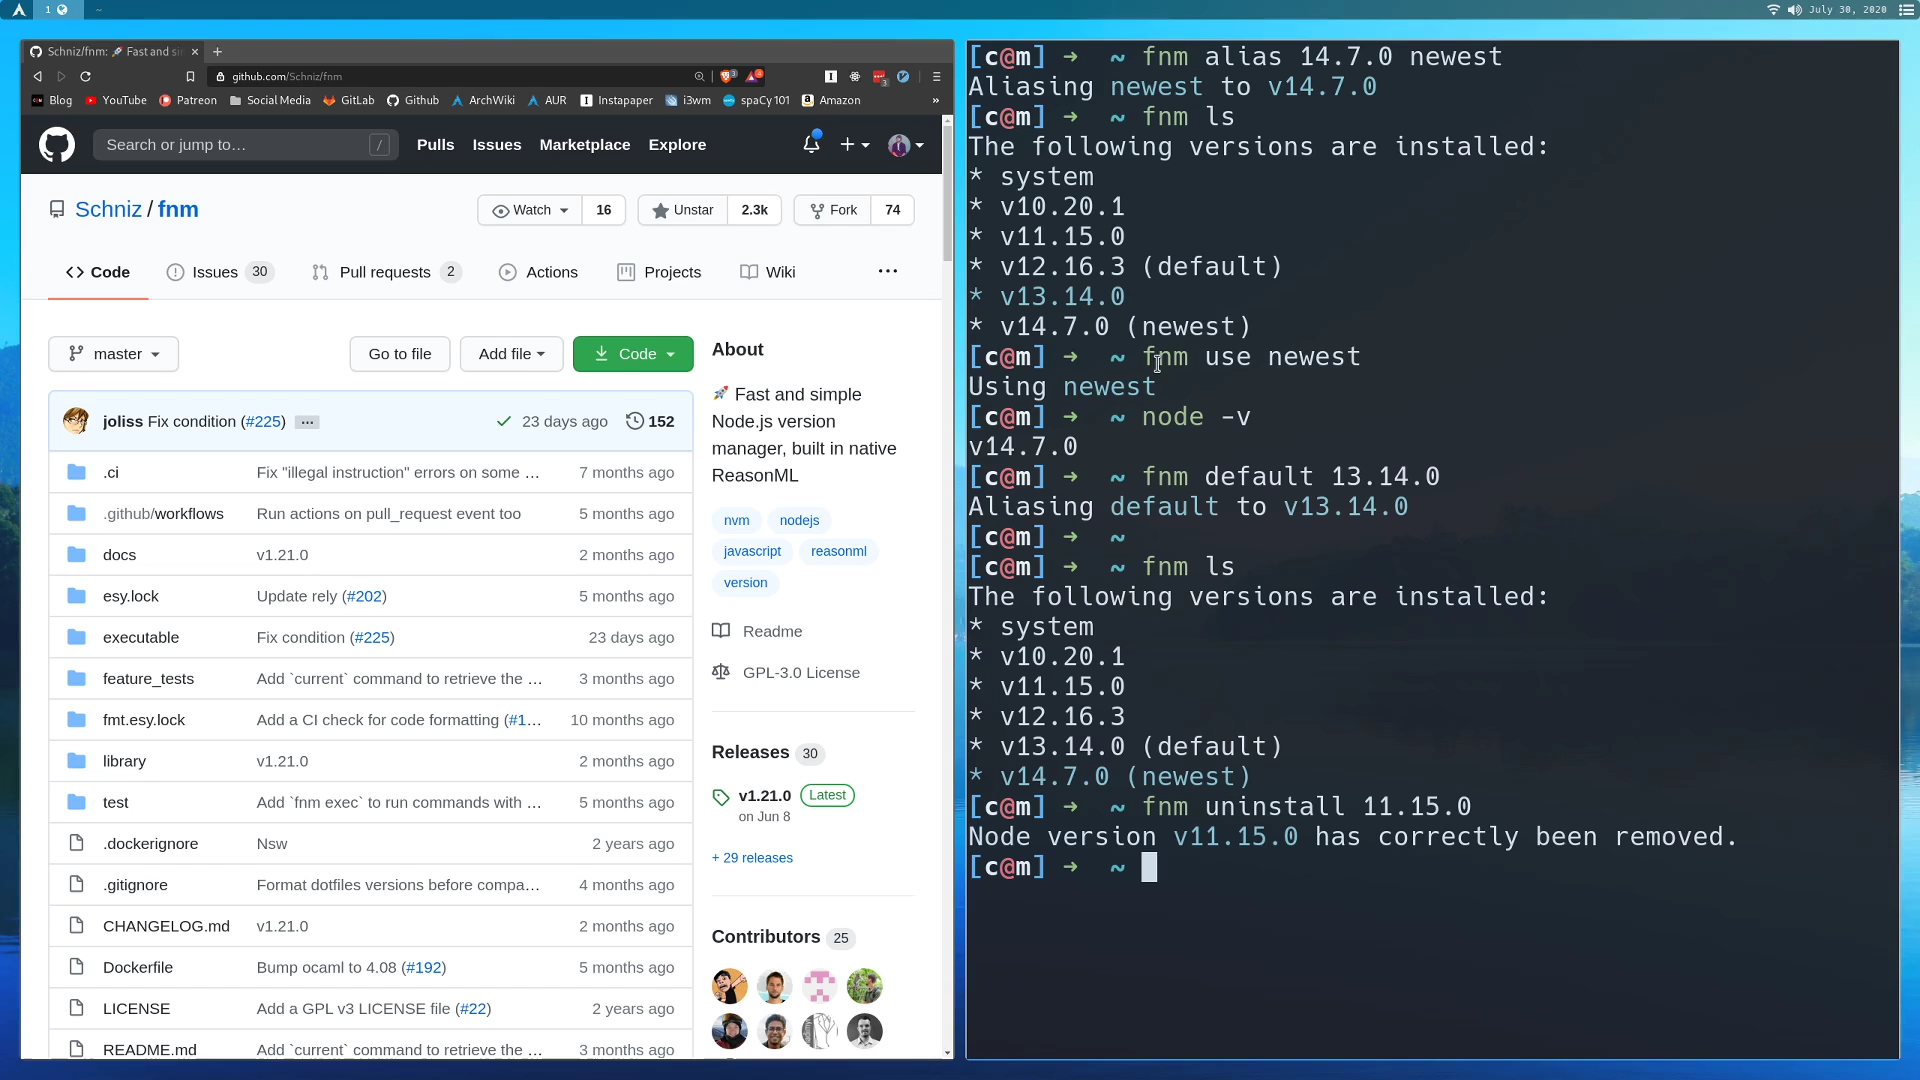 1
~
July 30, 2020
Schniz/fnm: 🚀 Fast and si
github.com/Schniz/fnm
Blog YouTube Patreon Social Media GitLab Github ArchWiki AUR Instapaper i3wm spaCy 101 Amazon »
Search or jump to… /
Pulls Issues Marketplace Explore
Schniz / fnm
Watch 16 Unstar 2.3k Fork 74
Code Issues 30 Pull requests 2 Actions Projects Wiki ...
master Go to file Add file Code
joliss Fix condition (#225) ... 23 days ago 152
.ci Fix "illegal instruction" errors on some ... 7 months ago
.github/workflows Run actions on pull_request event too 5 months ago
docs v1.21.0 2 months ago
esy.lock Update rely (#202) 5 months ago
executable Fix condition (#225) 23 days ago
feature_tests Add `current` command to retrieve the ... 3 months ago
fmt.esy.lock Add a CI check for code formatting (#1... 10 months ago
library v1.21.0 2 months ago
test Add `fnm exec` to run commands with ... 5 months ago
.dockerignore Nsw 2 years ago
.gitignore Format dotfiles versions before compa... 4 months ago
CHANGELOG.md v1.21.0 2 months ago
Dockerfile Bump ocaml to 4.08 (#192) 5 months ago
LICENSE Add a GPL v3 LICENSE file (#22) 2 years ago
README.md Add `current` command to retrieve the ... 3 months ago
About
🚀 Fast and simple
Node.js version
manager, built in native
ReasonML
nvm nodejs
javascript reasonml
version
Readme
GPL-3.0 License
Releases 30
v1.21.0 Latest
on Jun 8
+ 29 releases
Contributors 25
[c@m] → ~ fnm alias 14.7.0 newest
Aliasing newest to v14.7.0
[c@m] → ~ fnm ls
The following versions are installed:
* system
* v10.20.1
* v11.15.0
* v12.16.3 (default)
* v13.14.0
* v14.7.0 (newest)
[c@m] → ~ fnm use newest
Using newest
[c@m] → ~ node -v
v14.7.0
[c@m] → ~ fnm default 13.14.0
Aliasing default to v13.14.0
[c@m] → ~
[c@m] → ~ fnm ls
The following versions are installed:
* system
* v10.20.1
* v11.15.0
* v12.16.3
* v13.14.0 (default)
* v14.7.0 (newest)
[c@m] → ~ fnm uninstall 11.15.0
Node version v11.15.0 has correctly been removed.
[c@m] → ~